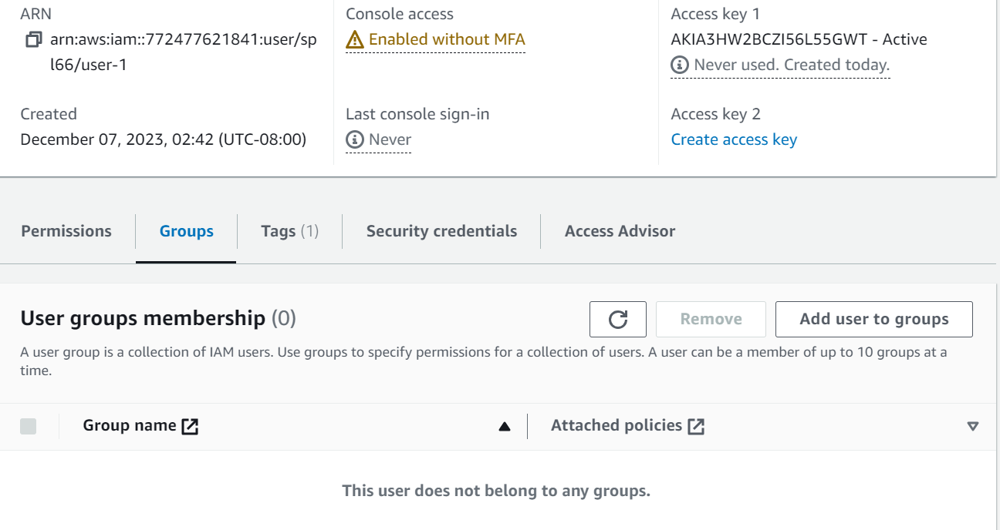 ARN
arn:aws:iam::772477621841:user/sp
l66/user-1
Created
December 07, 2023, 02:42 (UTC-08:00)
Console access
Enabled without MFA
Last console sign-in
Never
Access key 1
AKIA3HW2BCZI56L55GWT - Active
Never used. Created today.
Access key 2
Create access key
Permissions
Groups
Tags (1)
Security credentials
Access Advisor
User groups membership (0)
Remove
Add user to groups
A user group is a collection of IAM users. Use groups to specify permissions for a collection of users. A user can be a member of up to 10 groups at a
time.
Group name
Attached policies
This user does not belong to any groups.